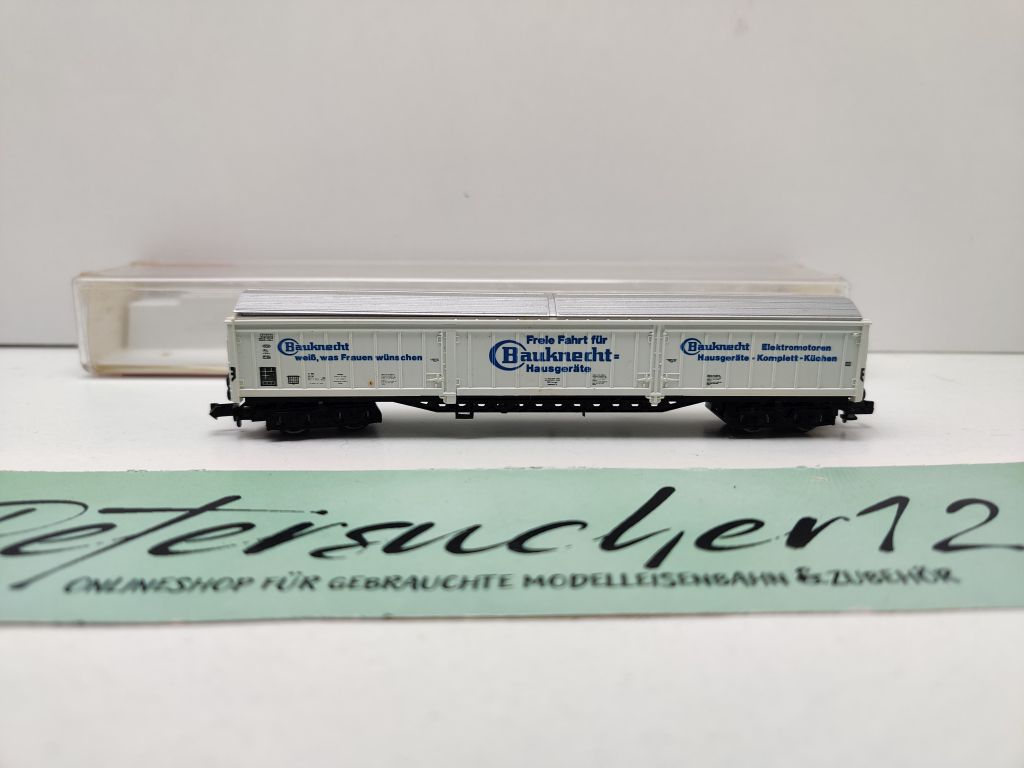 Bauknecht
weiß, was Frauen wünschen
Freie Fahrt für
Bauknecht-
Hausgeräte
Bauknecht Elektromotoren
Hausgeräte - Komplett-Küchen
Petersucher12
ONLINESHOP FÜR GEBRAUCHTE MODELLEISENBAHN & ZUBEHÖR